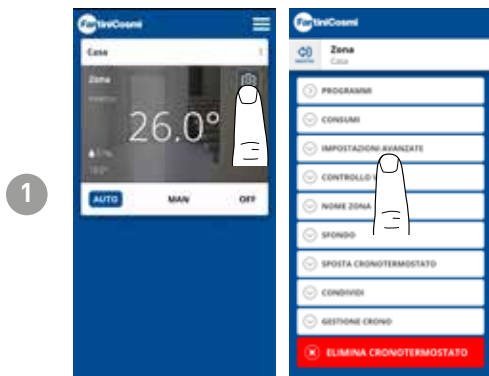 1
FantiniCosmi
Casa
Zona
26.0°
AUTO MAN OFF
FantiniCosmi
Zona
Casa
PROGRAMMI
CONSUMI
IMPOSTAZIONI AVANZATE
CONTROLLO
NOME ZONA
SFONDO
SPOSTA CRONOTERMOSTATO
CONDIVIDI
GESTIONE CRONO
ELIMINA CRONOTERMOSTATO